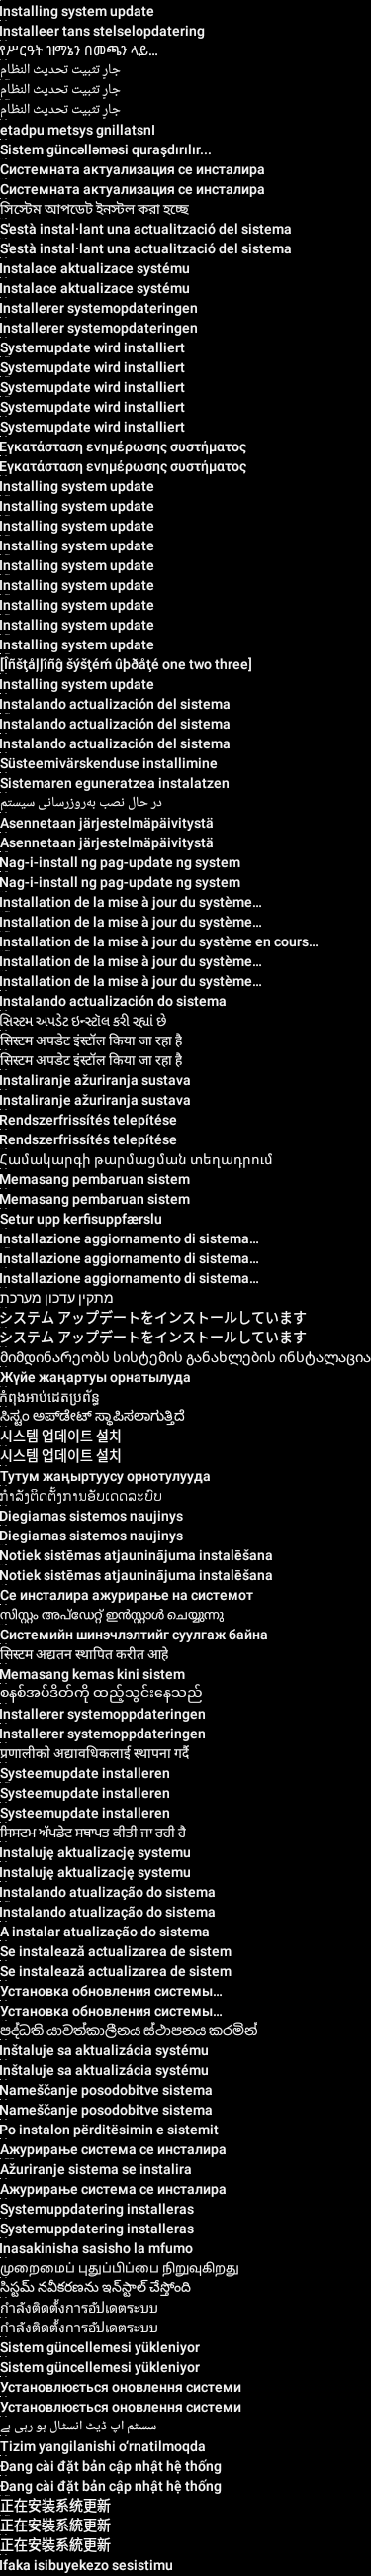 Installing system update
Installeer tans stelselopdatering
የሥርዓት ዝማኔን በመጫን ላይ…
جارٍ تثبيت تحديث النظام
جارٍ تثبيت تحديث النظام
جارٍ تثبيت تحديث النظام
etadpu metsys gnillatsnI
Sistem güncəlləməsi quraşdırılır...
Системната актуализация се инсталира
Системната актуализация се инсталира
সিস্টেম আপডেট ইনস্টল করা হচ্ছে
S'està instal·lant una actualització del sistema
S'està instal·lant una actualització del sistema
Instalace aktualizace systému
Instalace aktualizace systému
Installerer systemopdateringen
Installerer systemopdateringen
Systemupdate wird installiert
Systemupdate wird installiert
Systemupdate wird installiert
Systemupdate wird installiert
Systemupdate wird installiert
Εγκατάσταση ενημέρωσης συστήματος
Εγκατάσταση ενημέρωσης συστήματος
Installing system update
Installing system update
Installing system update
Installing system update
Installing system update
Installing system update
Installing system update
Installing system update
Installing system update
[Îñšţåļļîñĝ šýšţéḿ ûþðåţé one two three]
Installing system update
Instalando actualización del sistema
Instalando actualización del sistema
Instalando actualización del sistema
Süsteemivärskenduse installimine
Sistemaren eguneratzea instalatzen
در حال نصب به‌روزرسانی سیستم
Asennetaan järjestelmäpäivitystä
Asennetaan järjestelmäpäivitystä
Nag-i-install ng pag-update ng system
Nag-i-install ng pag-update ng system
Installation de la mise à jour du système…
Installation de la mise à jour du système…
Installation de la mise à jour du système en cours…
Installation de la mise à jour du système…
Installation de la mise à jour du système…
Instalando actualización do sistema
સિસ્ટમ અપડેટ ઇન્સ્ટૉલ કરી રહ્યાં છે
सिस्टम अपडेट इंस्टॉल किया जा रहा है
सिस्टम अपडेट इंस्टॉल किया जा रहा है
Instaliranje ažuriranja sustava
Instaliranje ažuriranja sustava
Rendszerfrissítés telepítése
Rendszerfrissítés telepítése
Համակարգի թարմացման տեղադրում
Memasang pembaruan sistem
Memasang pembaruan sistem
Setur upp kerfisuppfærslu
Installazione aggiornamento di sistema…
Installazione aggiornamento di sistema…
Installazione aggiornamento di sistema…
מתקין עדכון מערכת
システム アップデートをインストールしています
システム アップデートをインストールしています
მიმდინარეობს სისტემის განახლების ინსტალაცია
Жүйе жаңартуы орнатылуда
កំពុងអាប់ដេតប្រព័ន្ធ
ಸಿಸ್ಟಂ ಅಪ್‌ಡೇಟ್‌ ಸ್ಥಾಪಿಸಲಾಗುತ್ತಿದೆ
시스템 업데이트 설치
시스템 업데이트 설치
Тутум жаңыртуусу орнотулууда
ກຳລັງຕິດຕັ້ງການອັບເດດລະບົບ
Diegiamas sistemos naujinys
Diegiamas sistemos naujinys
Notiek sistēmas atjauninājuma instalēšana
Notiek sistēmas atjauninājuma instalēšana
Се инсталира ажурирање на системот
സിസ്റ്റം അപ്‌ഡേറ്റ് ഇൻസ്റ്റാൾ ചെയ്യുന്നു
Системийн шинэчлэлтийг суулгаж байна
सिस्टम अद्यतन स्थापित करीत आहे
Memasang kemas kini sistem
စနစ်အပ်ဒိတ်ကို ထည့်သွင်းနေသည်
Installerer systemoppdateringen
Installerer systemoppdateringen
प्रणालीको अद्यावधिकलाई स्थापना गर्दै
Systeemupdate installeren
Systeemupdate installeren
Systeemupdate installeren
ਸਿਸਟਮ ਅੱਪਡੇਟ ਸਥਾਪਤ ਕੀਤੀ ਜਾ ਰਹੀ ਹੈ
Instaluję aktualizację systemu
Instaluję aktualizację systemu
Instalando atualização do sistema
Instalando atualização do sistema
A instalar atualização do sistema
Se instalează actualizarea de sistem
Se instalează actualizarea de sistem
Установка обновления системы…
Установка обновления системы…
පද්ධති යාවත්කාලීනය ස්ථාපනය කරමින්
Inštaluje sa aktualizácia systému
Inštaluje sa aktualizácia systému
Nameščanje posodobitve sistema
Nameščanje posodobitve sistema
Po instalon përditësimin e sistemit
Ажурирање система се инсталира
Ažuriranje sistema se instalira
Ажурирање система се инсталира
Systemuppdatering installeras
Systemuppdatering installeras
Inasakinisha sasisho la mfumo
முறைமைப் புதுப்பிப்பை நிறுவுகிறது
సిస్టమ్ నవీకరణను ఇన్‌స్టాల్ చేస్తోంది
กำลังติดตั้งการอัปเดตระบบ
กำลังติดตั้งการอัปเดตระบบ
Sistem güncellemesi yükleniyor
Sistem güncellemesi yükleniyor
Установлюється оновлення системи
Установлюється оновлення системи
سسٹم اپ ڈیٹ انسٹال ہو رہی ہے
Tizim yangilanishi o‘rnatilmoqda
Đang cài đặt bản cập nhật hệ thống
Đang cài đặt bản cập nhật hệ thống
正在安装系统更新
正在安裝系統更新
正在安裝系統更新
Ifaka isibuyekezo sesistimu